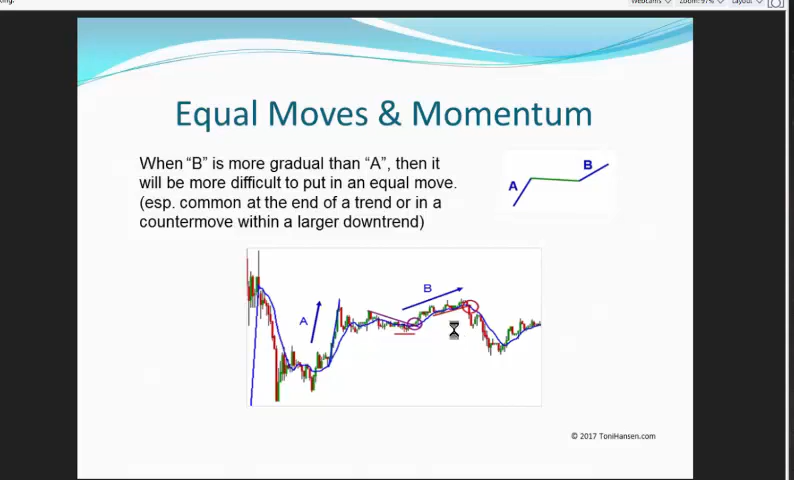 Webcams
Zoom: 97%
Layout
Equal Moves & Momentum
When “B” is more gradual than “A”, then it
will be more difficult to put in an equal move.
(esp. common at the end of a trend or in a
countermove within a larger downtrend)
A
B
A
B
© 2017 ToniHansen.com